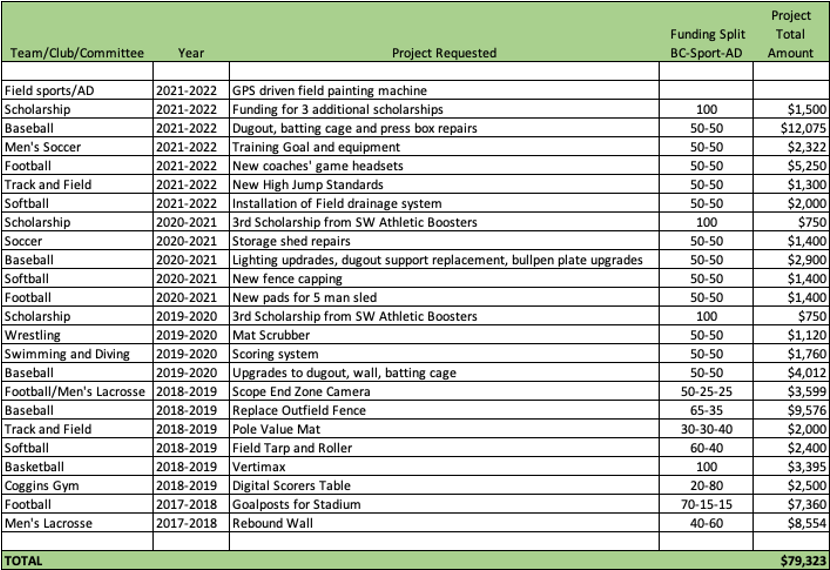 Team/Club/Committee Year Project Requested Funding Split BC-Sport-AD Project Total Amount
Field sports/AD 2021-2022 GPS driven field painting machine
Scholarship 2021-2022 Funding for 3 additional scholarships 100 $1,500
Baseball 2021-2022 Dugout, batting cage and press box repairs 50-50 $12,075
Men's Soccer 2021-2022 Training Goal and equipment 50-50 $2,322
Football 2021-2022 New coaches' game headsets 50-50 $5,250
Track and Field 2021-2022 New High Jump Standards 50-50 $1,300
Softball 2021-2022 Installation of Field drainage system 50-50 $2,000
Scholarship 2020-2021 3rd Scholarship from SW Athletic Boosters 100 $750
Soccer 2020-2021 Storage shed repairs 50-50 $1,400
Baseball 2020-2021 Lighting updrades, dugout support replacement, bullpen plate upgrades 50-50 $2,900
Softball 2020-2021 New fence capping 50-50 $1,400
Football 2020-2021 New pads for 5 man sled 50-50 $1,400
Scholarship 2019-2020 3rd Scholarship from SW Athletic Boosters 100 $750
Wrestling 2019-2020 Mat Scrubber 50-50 $1,120
Swimming and Diving 2019-2020 Scoring system 50-50 $1,760
Baseball 2019-2020 Upgrades to dugout, wall, batting cage 50-50 $4,012
Football/Men's Lacrosse 2018-2019 Scope End Zone Camera 50-25-25 $3,599
Baseball 2018-2019 Replace Outfield Fence 65-35 $9,576
Track and Field 2018-2019 Pole Value Mat 30-30-40 $2,000
Softball 2018-2019 Field Tarp and Roller 60-40 $2,400
Basketball 2018-2019 Vertimax 100 $3,395
Coggins Gym 2018-2019 Digital Scorers Table 20-80 $2,500
Football 2017-2018 Goalposts for Stadium 70-15-15 $7,360
Men's Lacrosse 2017-2018 Rebound Wall 40-60 $8,554
TOTAL $79,323